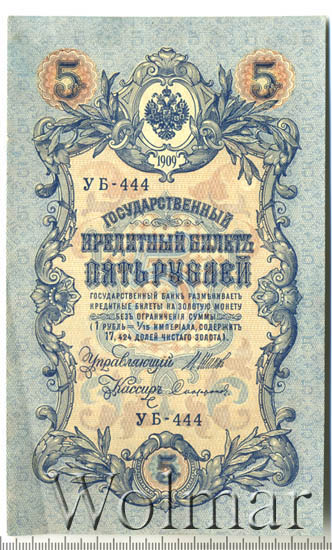 5 5
1909
УБ-444
ГОСУДАРСТВЕННЫЙ
КРЕДИТНЫЙ БИЛЕТЪ
ПЯТЬ РУБЛЕЙ
ГОСУДАРСТВЕННЫЙ БАНКЪ РАЗМѢНИВАЕТЪ
КРЕДИТНЫЕ БИЛЕТЫ НА ЗОЛОТУЮ МОНЕТУ
БЕЗЪ ОГРАНИЧЕНІЯ СУММЫ
(1 РУБЛЬ = 1/15 ИМПЕРІАЛА, СОДЕРЖИТЪ
17,424 ДОЛЕЙ ЧИСТАГО ЗОЛОТА).
Управляющій
Кассиръ
УБ-444
5
Wolmar